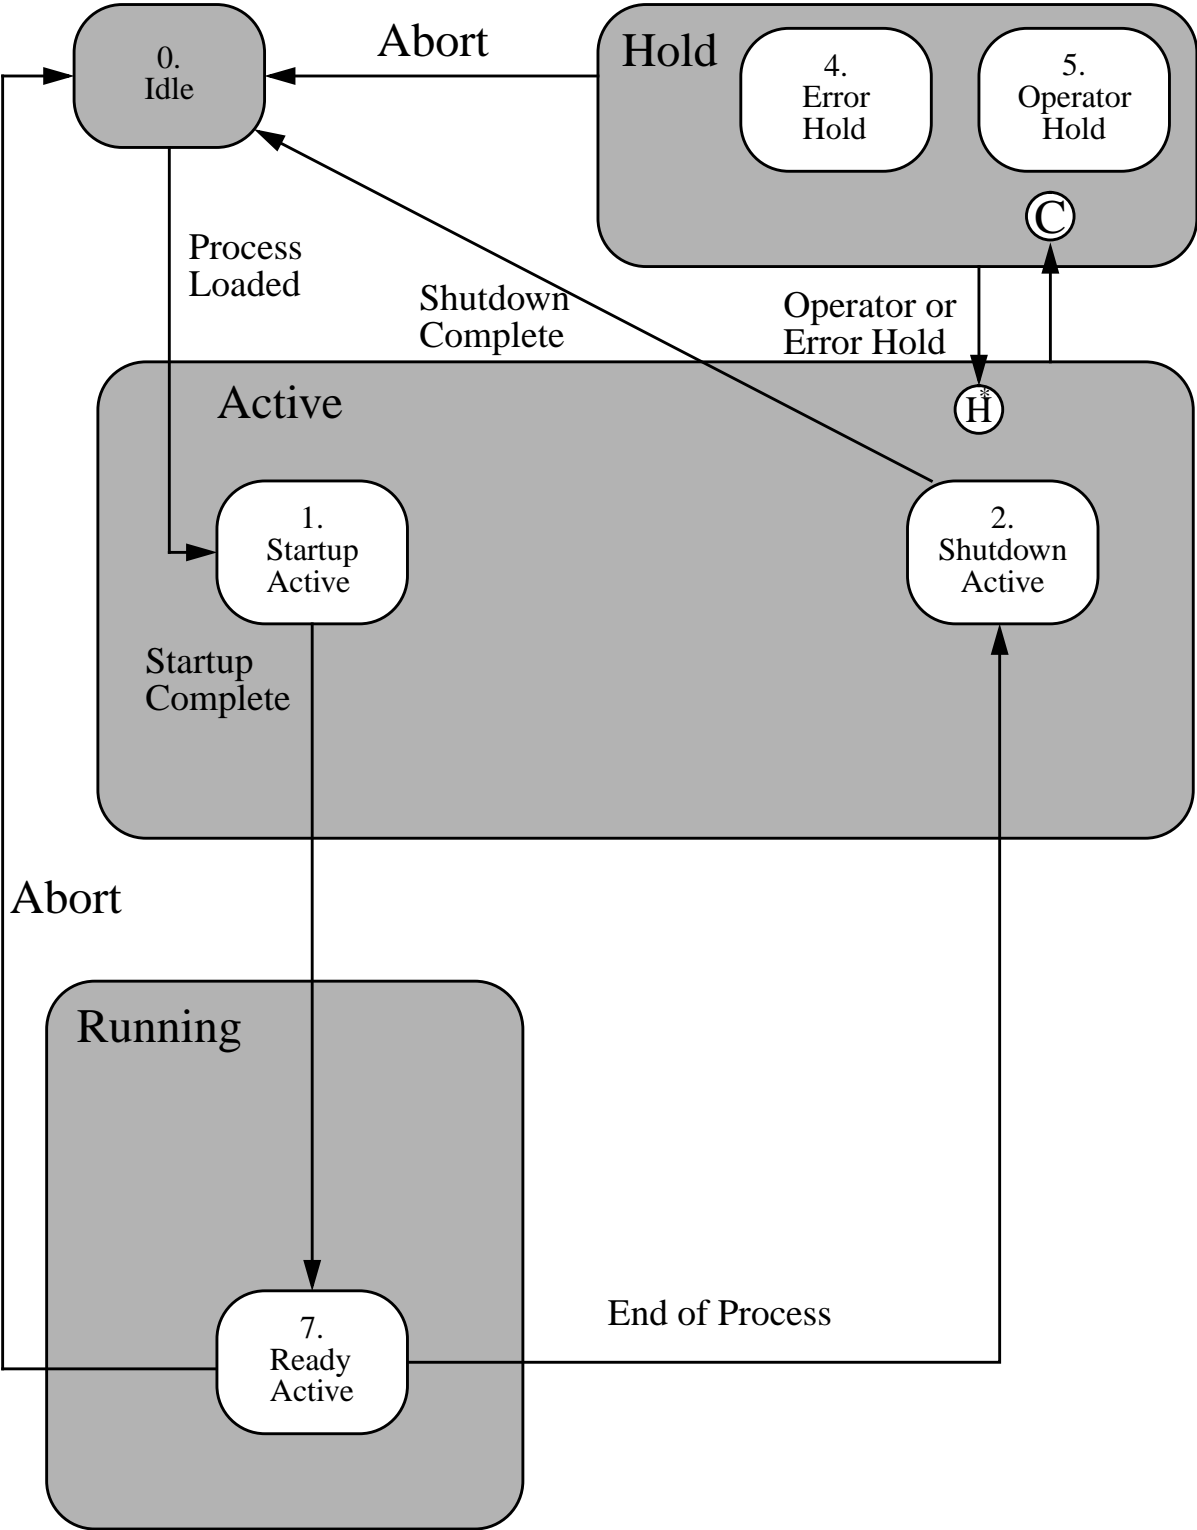 0.
Idle
Abort
Hold
4.
Error
Hold
5.
Operator
Hold
C
Process
Loaded
Shutdown
Complete
Operator or
Error Hold
Active
H*
1.
Startup
Active
2.
Shutdown
Active
Startup
Complete
Abort
Running
7.
Ready
Active
End of Process